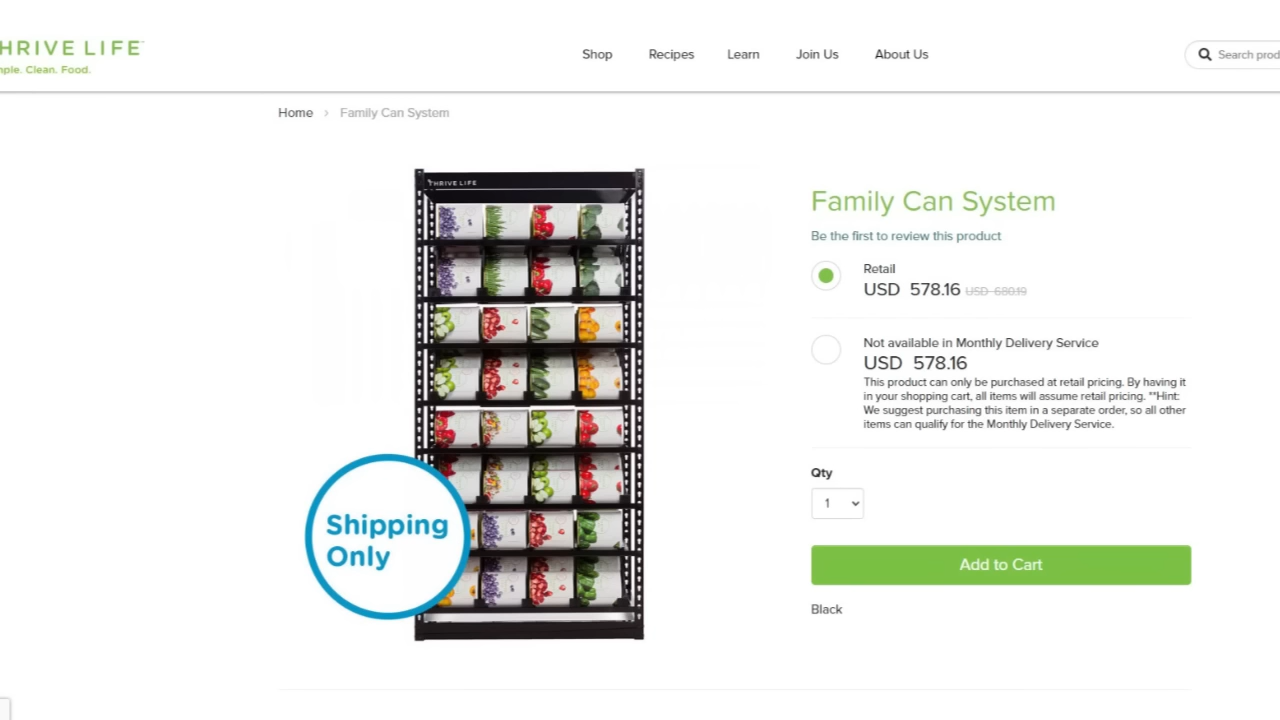 HRIVE LIFE
mple. Clean. Food.
Shop
Recipes
Learn
Join Us
About Us
Search prod
Home > Family Can System
THRIVE LIFE
Family Can System
Be the first to review this product
Retail
USD 578.16 USD 680.19
Not available in Monthly Delivery Service
USD 578.16
This product can only be purchased at retail pricing. By having it
in your shopping cart, all items will assume retail pricing. **Hint:
We suggest purchasing this item in a separate order, so all other
items can qualify for the Monthly Delivery Service.
Qty
1
Shipping
Only
Add to Cart
Black